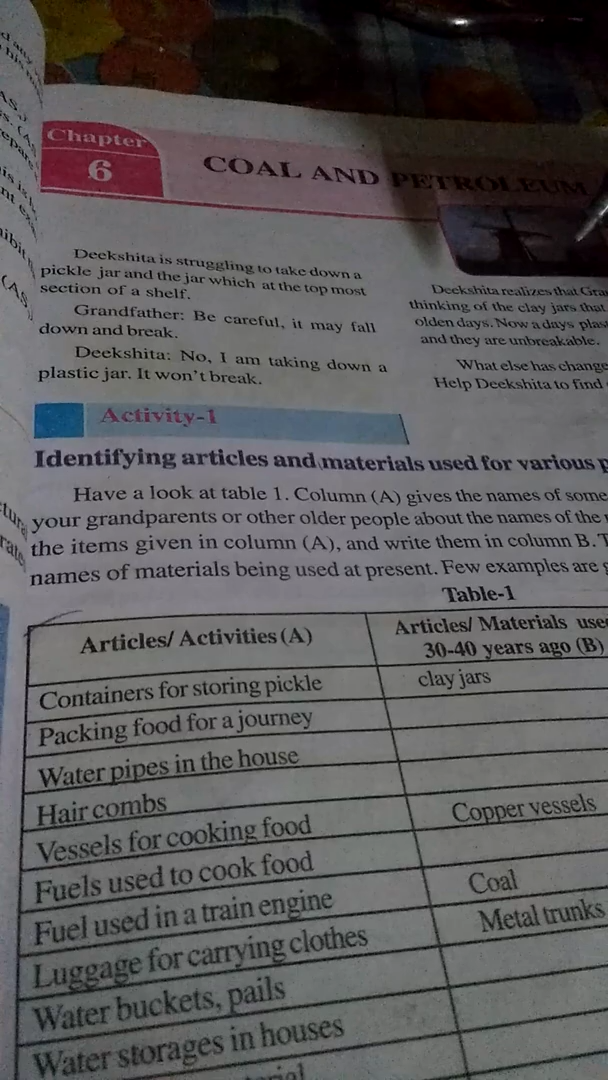 Chapter
6
COAL AND PETROLEUM
Deekshita is struggling to take down a
pickle jar and the jar which at the top most
section of a shelf.
Grandfather: Be careful, it may fall
down and break.
Deekshita: No, I am taking down a
plastic jar. It won't break.
Deekshita realizes that
thinking of the clay jars that
olden days. Now a days
and they are unbreakable.
What else has
Help Deekshita to find
Activity-1
Identifying articles and materials used for various
Have a look at table 1. Column (A) gives the names of some
your grandparents or other older people about the names of the
the items given in column (A), and write them in column B.
names of materials being used at present. Few examples are
Table-1
Articles/ Activities (A)
Articles/ Materials
30-40 years ago (B)
Containers for storing pickle
clay jars
Packing food for a journey
Water pipes in the house
Hair combs
Vessels for cooking food
Copper vessels
Fuels used to cook food
Fuel used in a train engine
Coal
Luggage for carrying clothes
Metal trunks
Water buckets, pails
Water storages in houses